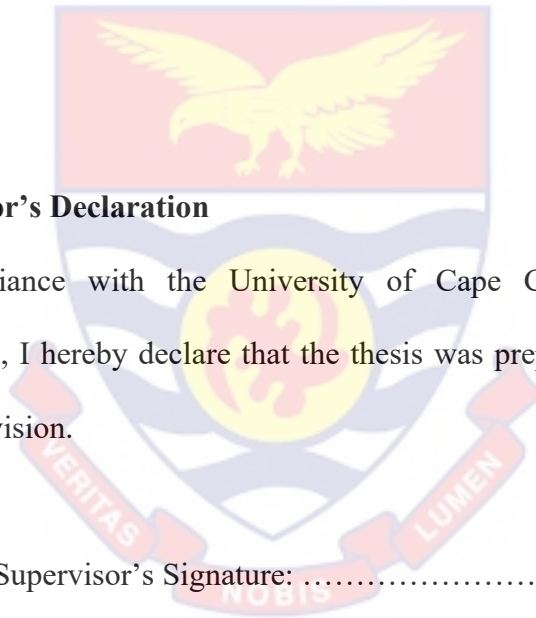 or's Declaration
iance with the University of Cape C
, I hereby declare that the thesis was prep
vision.
VERITAS
LUMEN
Supervisor's Signature: ……………………
NOBIS